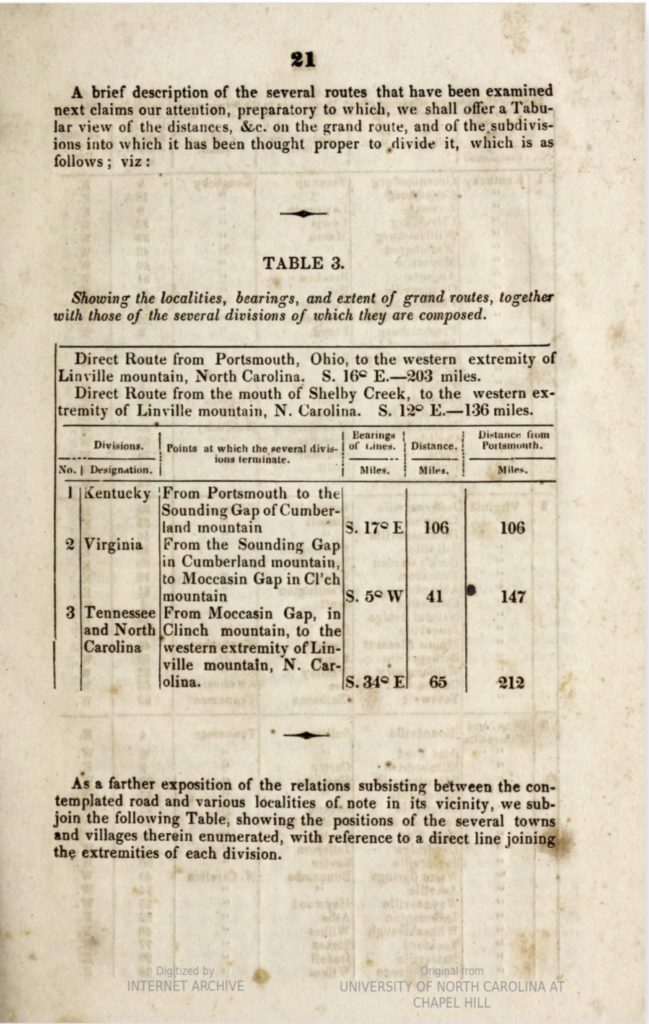 21
A brief description of the several routes that have been examined
next claims our attention, preparatory to which, we shall offer a Tabu-
lar view of the distances, &c. on the grand route, and of the subdivis-
ions into which it has been thought proper to divide it, which is as
follows; viz:
TABLE 3.
Showing the localities, bearings, and extent of grand routes, together
with those of the several divisions of which they are composed.
Direct Route from Portsmouth, Ohio, to the western extremity of
Linville mountain, North Carolina. S. 16° E.—203 miles.
Direct Route from the mouth of Shelby Creek, to the western ex-
tremity of Linville mountain, N. Carolina. S. 12° E.—136 miles.
Divisions. Points at which the several divis-
ions terminate. Bearings
of Lines. Distance. Distance from
Portsmouth.
No. Designation. Miles. Miles. Miles.
1 Kentucky From Portsmouth to the
Sounding Gap of Cumber-
land mountain S. 17° E 106 106
2 Virginia From the Sounding Gap
in Cumberland mountain,
to Moccasin Gap in Cl'ch
mountain S. 5° W 41 147
3 Tennessee From Moccasin Gap, in
and North Clinch mountain, to the
Carolina western extremity of Lin-
ville mountain, N. Car-
olina. S. 34° E 65 212
As a farther exposition of the relations subsisting between the con-
templated road and various localities of note in its vicinity, we sub-
join the following Table, showing the positions of the several towns
and villages therein enumerated, with reference to a direct line joining
the extremities of each division.
Digitized by
INTERNET ARCHIVE
Original from
UNIVERSITY OF NORTH CAROLINA AT
CHAPEL HILL